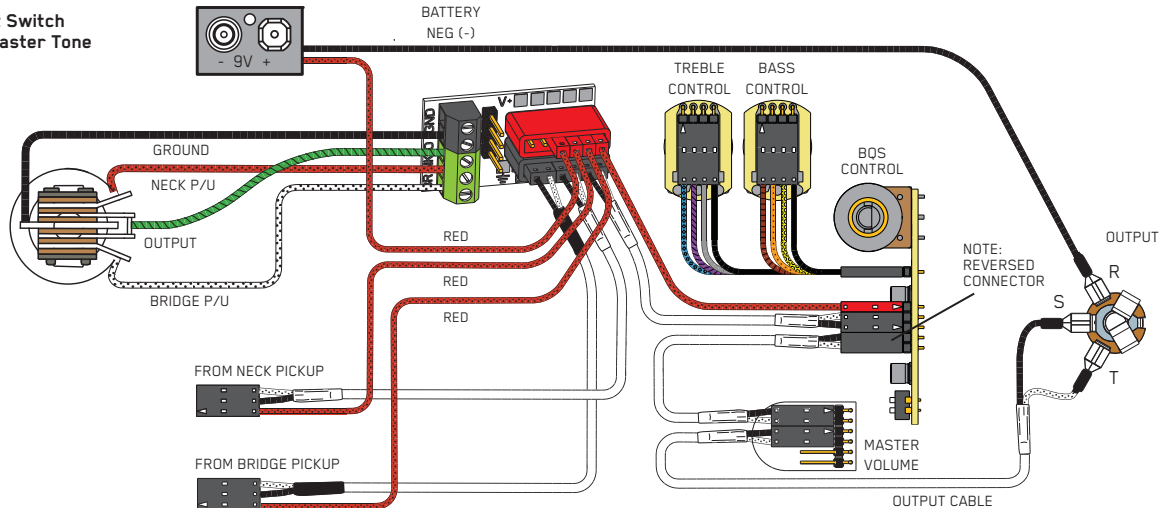 Switch
aster Tone
BATTERY
NEG (-)
- 9V +
TREBLE
CONTROL
BASS
CONTROL
V+
GND
GROUND
NECK P/U
BQS
CONTROL
OUTPUT
OUTPUT
RED
NOTE:
REVERSED
CONNECTOR
R
BRIDGE P/U
RED
S
RED
T
FROM NECK PICKUP
MASTER
VOLUME
FROM BRIDGE PICKUP
OUTPUT CABLE